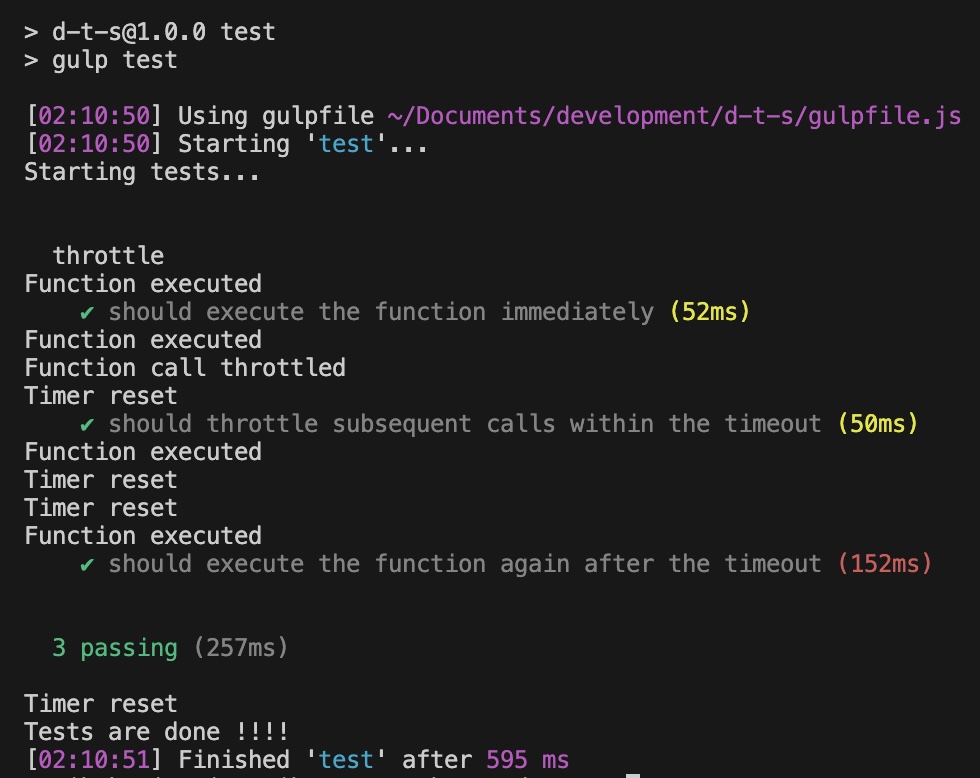 > d-t-s@1.0.0 test
> gulp test
[02:10:50] Using gulpfile ~/Documents/development/d-t-s/gulpfile.js
[02:10:50] Starting 'test'...
Starting tests...
throttle
Function executed
✔ should execute the function immediately (52ms)
Function executed
Function call throttled
Timer reset
✔ should throttle subsequent calls within the timeout (50ms)
Function executed
Timer reset
Timer reset
Function executed
✔ should execute the function again after the timeout (152ms)
3 passing (257ms)
Timer reset
Tests are done !!!!
[02:10:51] Finished 'test' after 595 ms